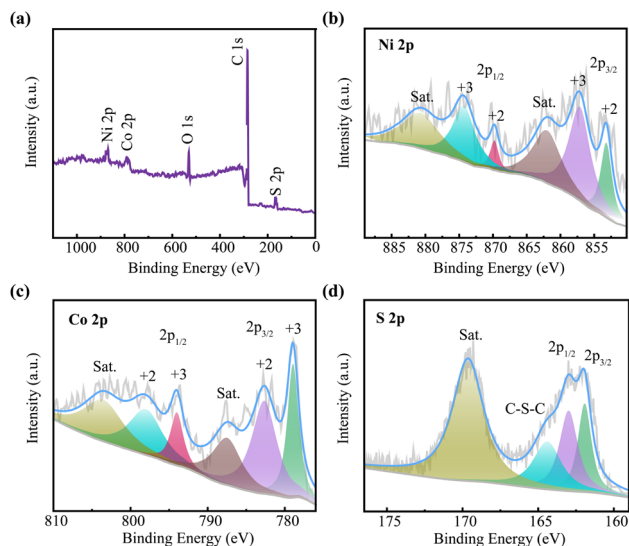 (a)
Intensity (a.u.)
C 1s
Ni 2p
Co 2p
O 1s
S 2p
1000 800 600 400 200 0
Binding Energy (eV)
(b)
Ni 2p
Intensity (a.u.)
Sat.
+3
2p1/2
+2
Sat.
+3
2p3/2
+2
885 880 875 870 865 860 855
Binding Energy (eV)
(c)
Co 2p
Intensity (a.u.)
Sat.
+2
2p1/2
+3
Sat.
2p3/2
+2
+3
810 800 790 780
Binding Energy (eV)
(d)
S 2p
Intensity (a.u.)
Sat.
C-S-C
2p1/2
2p3/2
175 170 165 160
Binding Energy (eV)